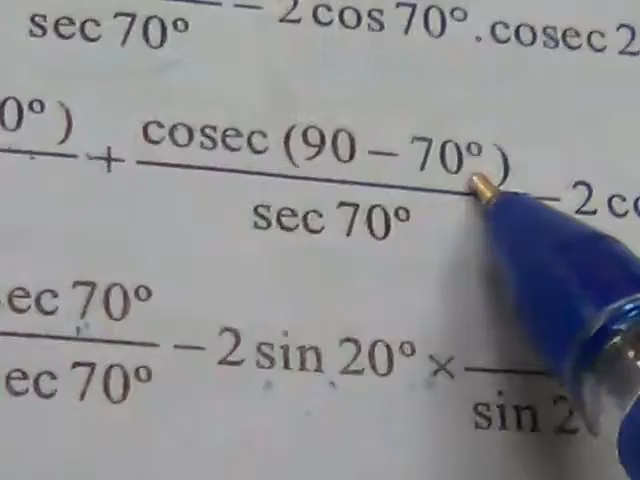 sec 70° − 2 cos 70° . cosec 2
0° ) + cosec (90 − 70° ) − 2 co
sec 70°
ec 70° − 2 sin 20° ×
ec 70° sin 2